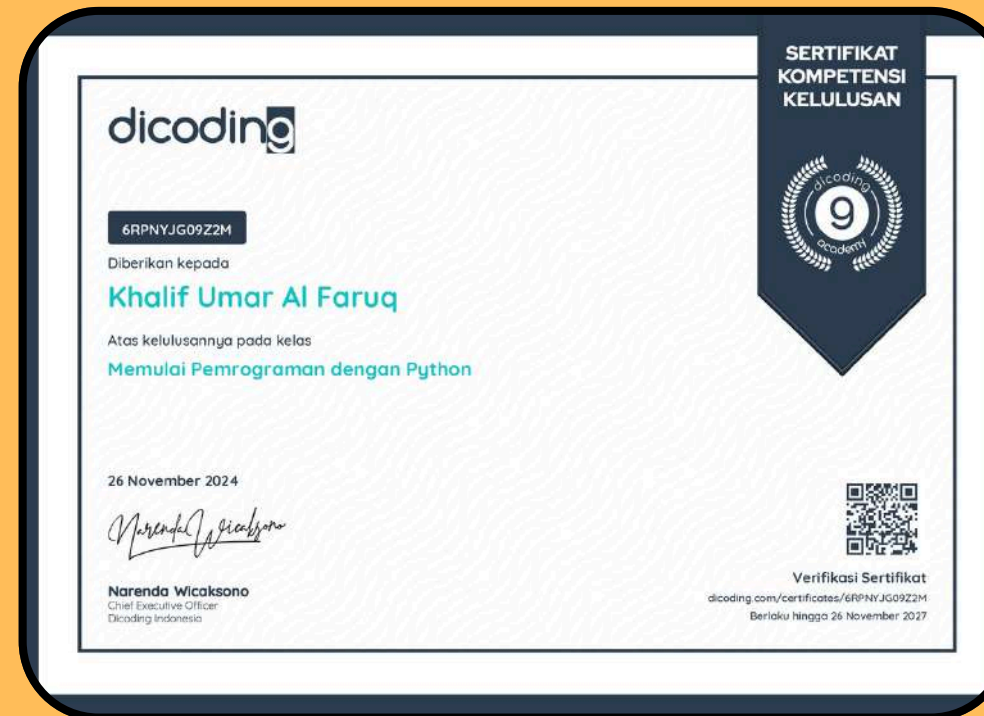 SERTIFIKAT
KOMPETENSI
KELULUSAN
dicoding
dicoding
9
academy
6RPNYJG09Z2M
Diberikan kepada
Khalif Umar Al Faruq
Atas kelulusannya pada kelas
Memulai Pemrograman dengan Python
26 November 2024
Narenda Wicaksono
Narenda Wicaksono
Chief Executive Officer
Dicoding Indonesia
Verifikasi Sertifikat
dicoding.com/certificates/6RPNYJG09Z2M
Berlaku hingga 26 November 2027